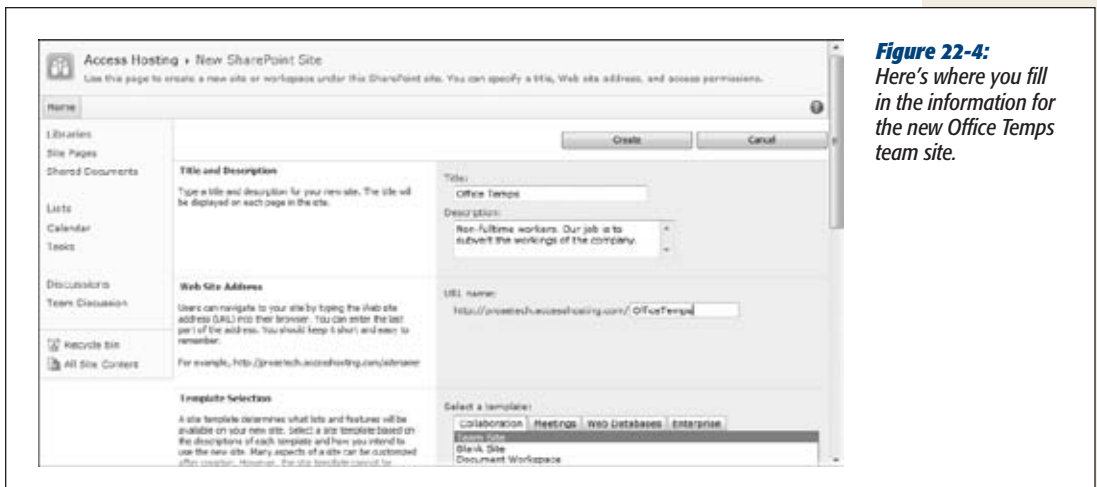 Access Hosting ▸ New SharePoint Site
Use this page to create a new site or workspace under this SharePoint site. You can specify a title, Web site address, and access permissions.
Home
Libraries
Site Pages
Shared Documents
Lists
Calendar
Tasks
Discussions
Team Discussion
Recycle Bin
All Site Content
Create
Cancel
Title and Description
Type a title and description for your new site. The title will
be displayed on each page in the site.
Title:
Office Temps
Description:
Non-fulltime workers. Our job is to
subvert the workings of the company.
Web Site Address
Users can navigate to your site by typing the Web site
address (URL) into their browser. You can enter the last
part of the address. You should keep it short and easy to
remember.
For example, http://prosetech.accesshosting.com/sitename
URL name:
http://prosetech.accesshosting.com/ OfficeTemps
Template Selection
A site template determines what lists and features will be
available on your new site. Select a site template based on
the descriptions of each template and how you intend to
use the new site. Many aspects of a site can be customized
after creation. However, the site template cannot be
Select a template:
Collaboration Meetings Web Databases Enterprise
Team Site
Blank Site
Document Workspace
Figure 22-4:
Here's where you fill
in the information for
the new Office Temps
team site.